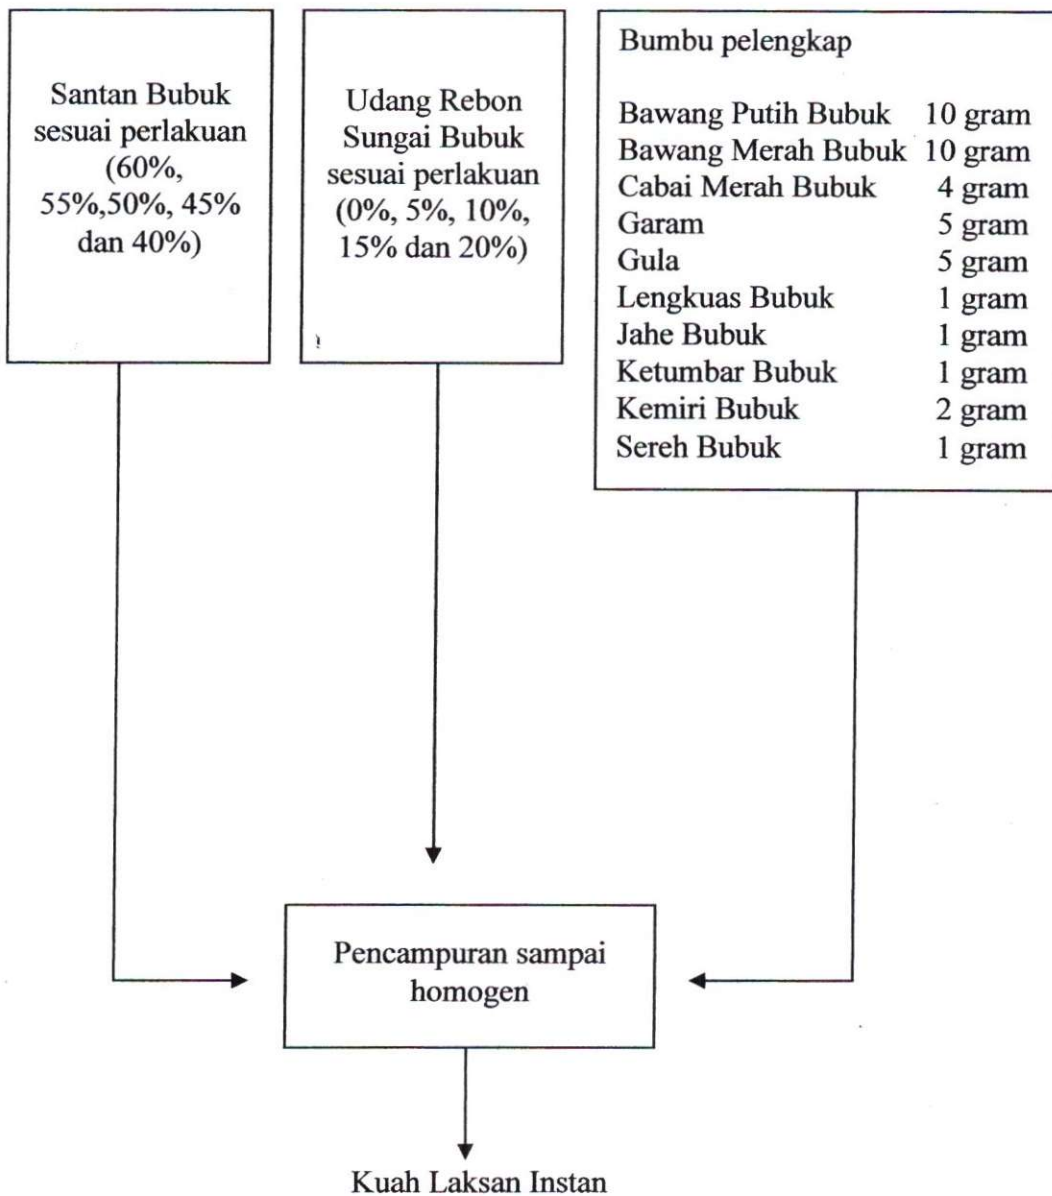 Santan Bubuk
sesuai perlakuan
(60%,
55%,50%, 45%
dan 40%)
Udang Rebon
Sungai Bubuk
sesuai perlakuan
(0%, 5%, 10%,
15% dan 20%)
Bumbu pelengkap
Bawang Putih Bubuk 10 gram
Bawang Merah Bubuk 10 gram
Cabai Merah Bubuk 4 gram
Garam 5 gram
Gula 5 gram
Lengkuas Bubuk 1 gram
Jahe Bubuk 1 gram
Ketumbar Bubuk 1 gram
Kemiri Bubuk 2 gram
Sereh Bubuk 1 gram
Pencampuran sampai
homogen
Kuah Laksan Instan